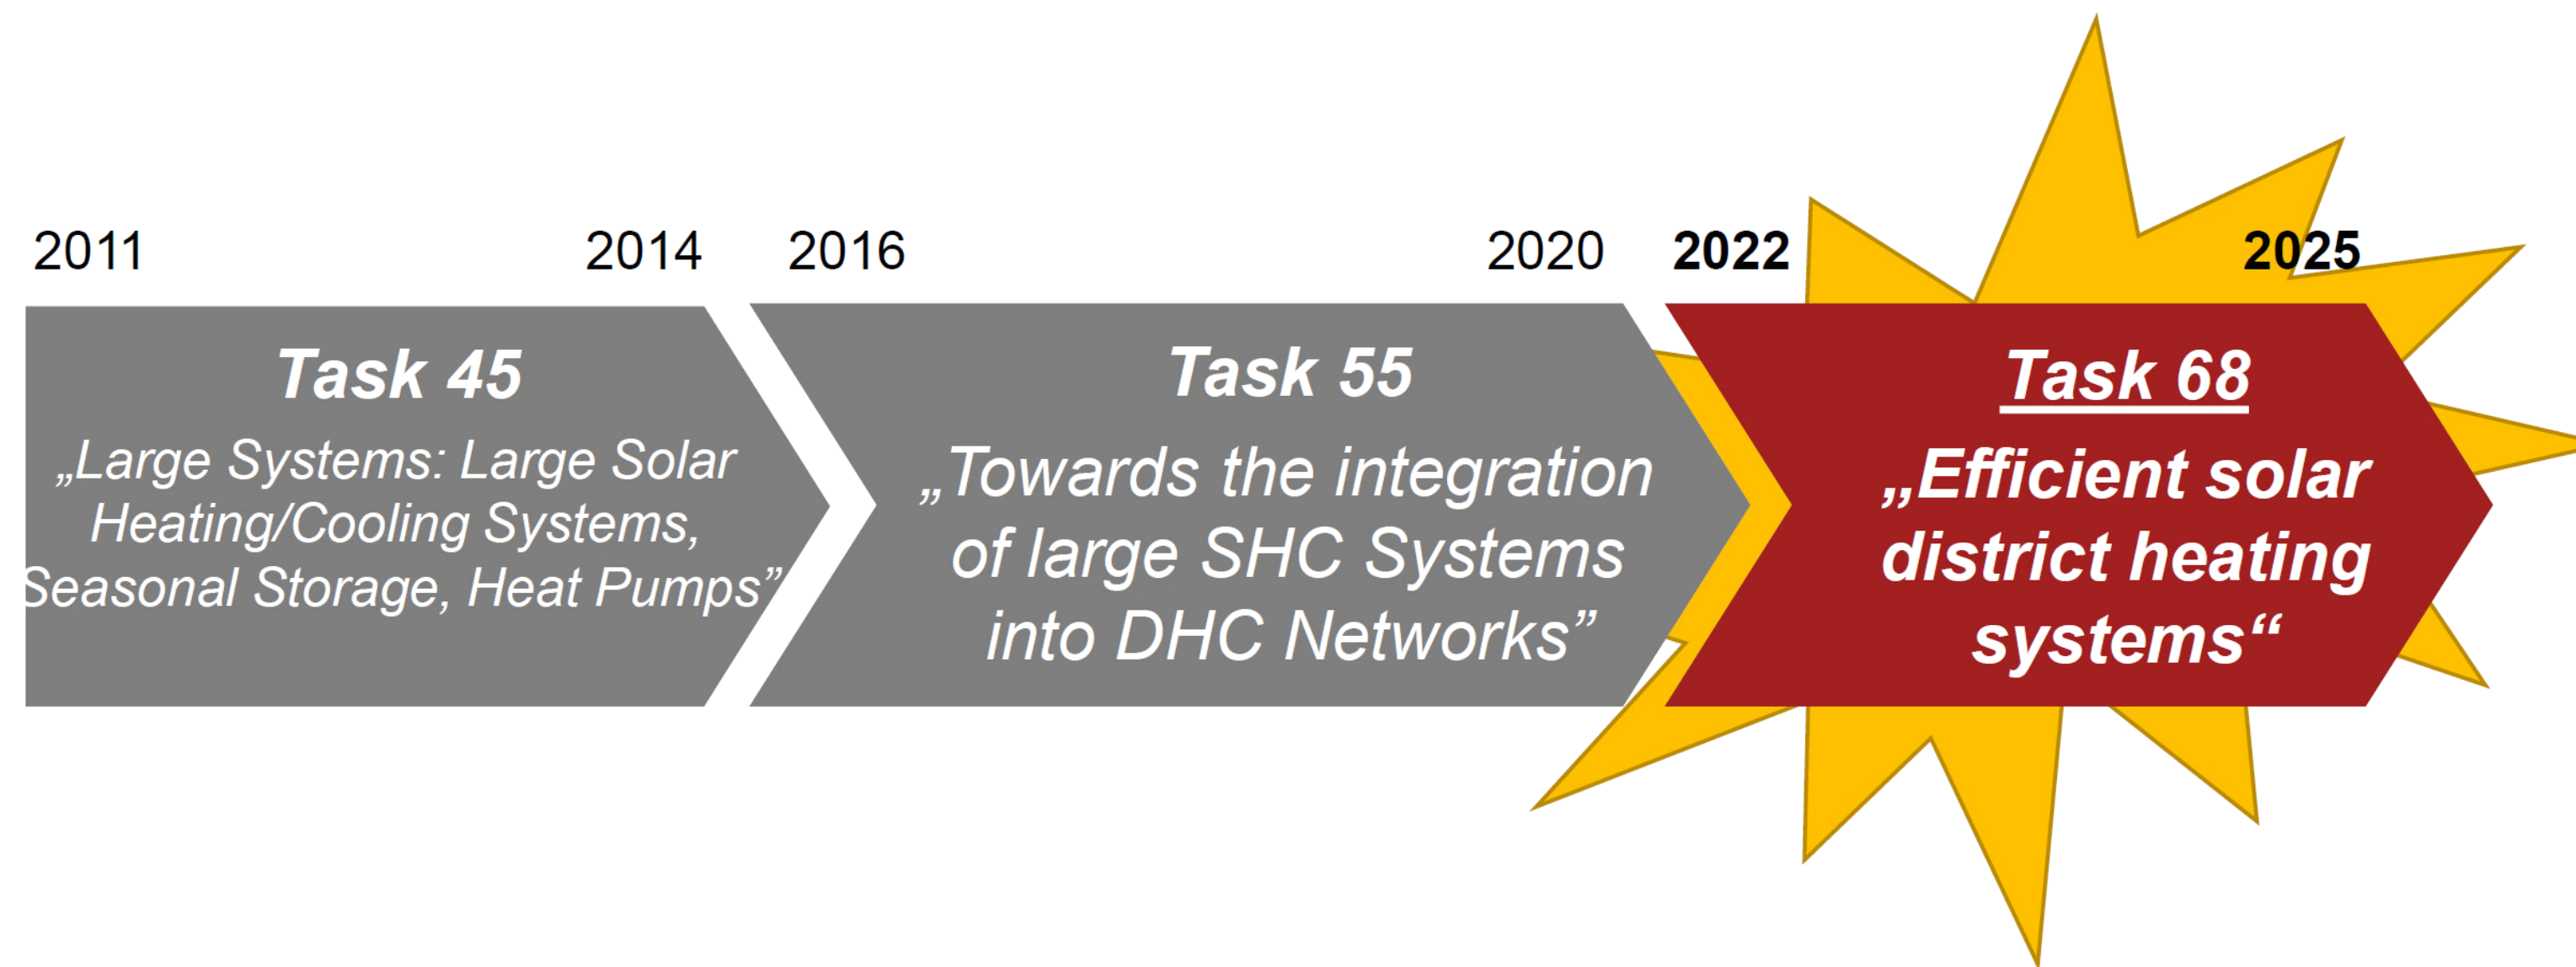 2011 2014 2016 2020 2022 2025
Task 45
„Large Systems: Large Solar
Heating/Cooling Systems,
Seasonal Storage, Heat Pumps”
Task 55
„Towards the integration
of large SHC Systems
into DHC Networks”
Task 68
„Efficient solar
district heating
systems“